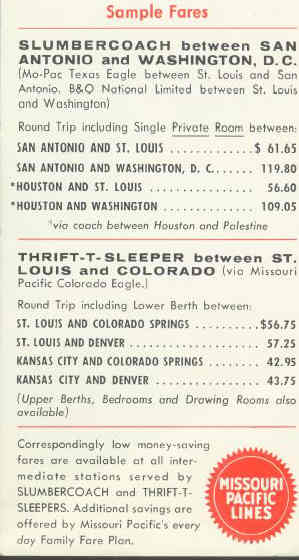 Sample Fares
SLUMBERCOACH between SAN
ANTONIO and WASHINGTON, D.C.
(Mo-Pac Texas Eagle between St. Louis and San
Antonio. B&O National Limited between St. Louis
and Washington)
Round Trip including Single Private Room between:
SAN ANTONIO AND ST. LOUIS . . . . . . . . . . . . . $ 61.65
SAN ANTONIO AND WASHINGTON, D. C. . . . . . . 119.80
*HOUSTON AND ST. LOUIS . . . . . . . . . . . . . . . . 56.60
*HOUSTON AND WASHINGTON . . . . . . . . . . . . . 109.05
*via coach between Houston and Palestine
THRIFT-T-SLEEPER between ST.
LOUIS and COLORADO (via Missouri
Pacific Colorado Eagle.)
Round Trip including Lower Berth between:
ST. LOUIS AND COLORADO SPRINGS . . . . . . . . . . $56.75
ST. LOUIS AND DENVER . . . . . . . . . . . . . . . . . . 57.25
KANSAS CITY AND COLORADO SPRINGS . . . . . . . . 42.95
KANSAS CITY AND DENVER . . . . . . . . . . . . . . . . 43.75
(Upper Berths, Bedrooms and Drawing Rooms also
available)
Correspondingly low money-saving
fares are available at all inter-
mediate stations served by
SLUMBERCOACH and THRIFT-T-
SLEEPERS. Additional savings are
offered by Missouri Pacific's every
day Family Fare Plan.
MISSOURI
PACIFIC
LINES